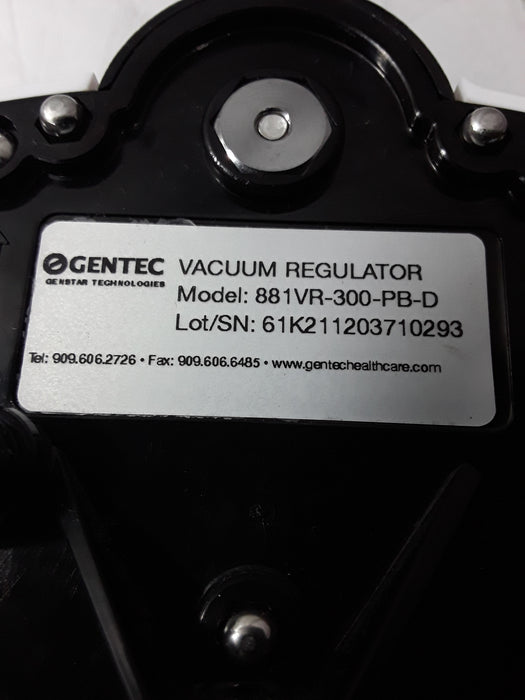 GENTEC
GENSTAR TECHNOLOGIES
VACUUM REGULATOR
Model: 881VR-300-PB-D
Lot/SN: 61K211203710293
Tel: 909.606.2726 • Fax: 909.606.6485 • www.gentechealthcare.com